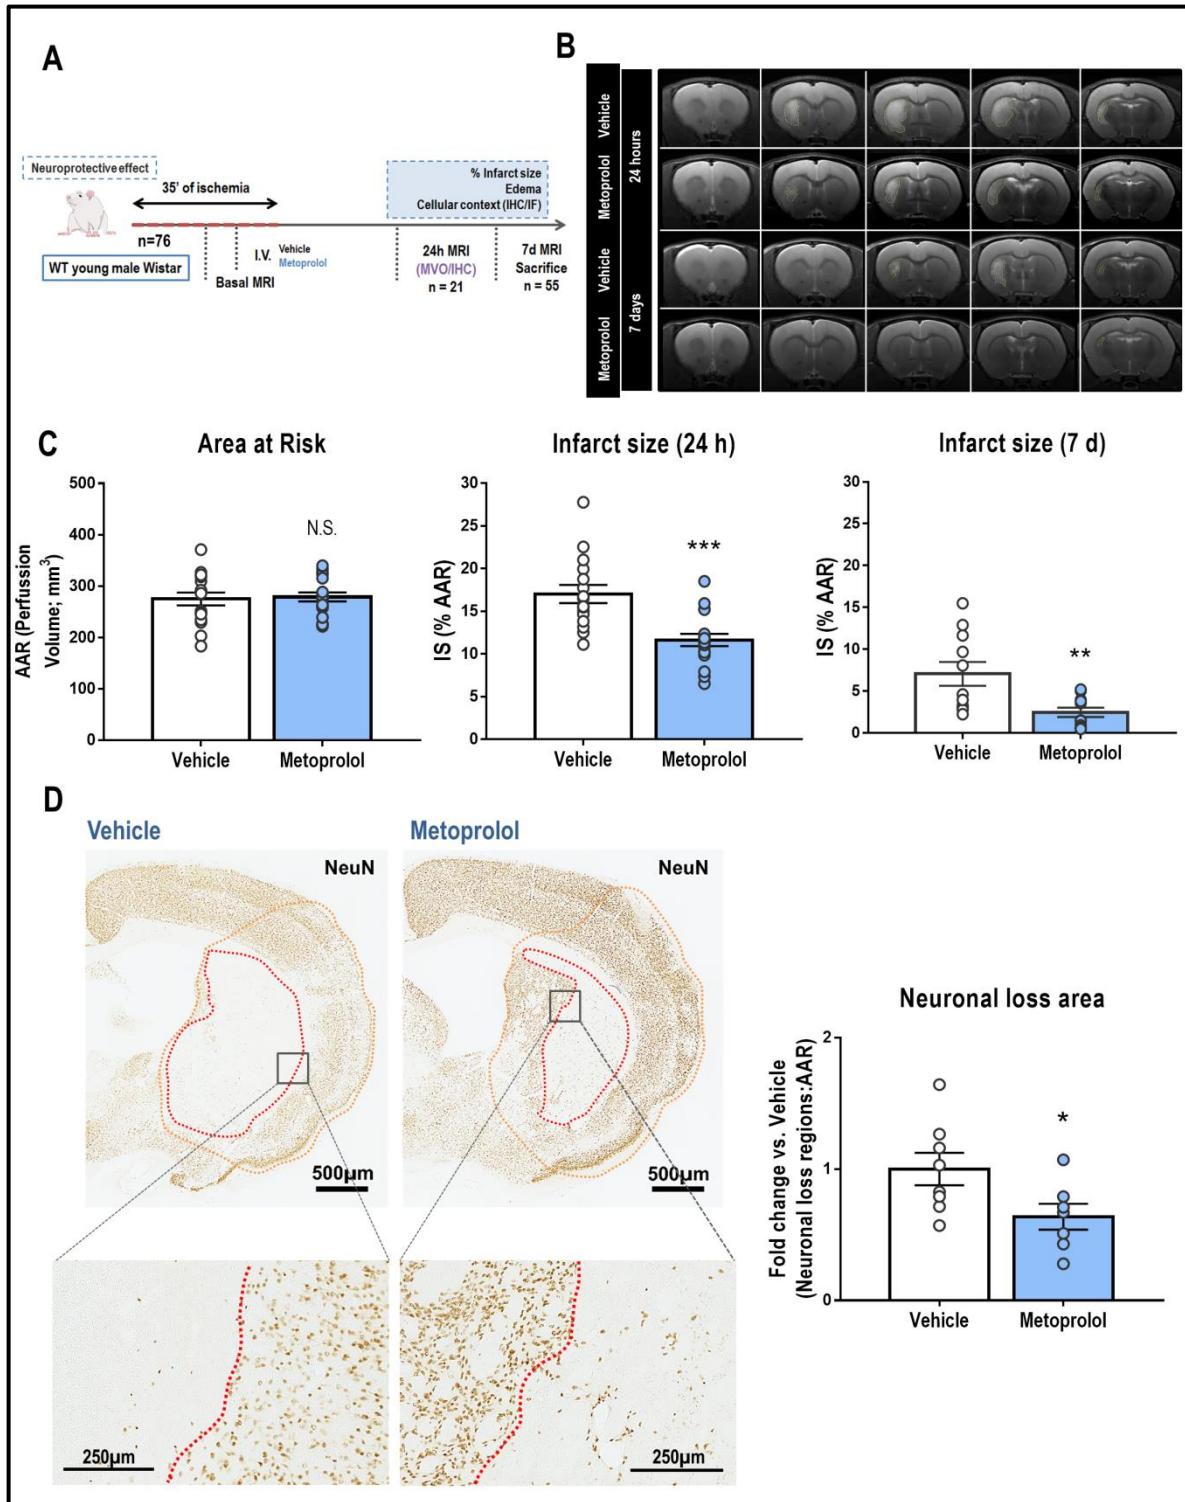 A
Neuroprotective effect
35' of ischemia
n=76
WT young male Wistar
Basal MRI
I.V.
Vehicle
Metoprolol
% Infarct size
Edema
Cellular context (IHC/IF)
24h MRI
(MVO/IHC)
n = 21
7d MRI
Sacrifice
n = 55
B
Vehicle
Metoprolol
24 hours
Vehicle
Metoprolol
7 days
C
Area at Risk
AAR (Perfussion
Volume; mm³)
500
400
300
200
100
0
N.S.
Vehicle
Metoprolol
Infarct size (24 h)
IS (% AAR)
30
25
20
15
10
5
0
***
Vehicle
Metoprolol
Infarct size (7 d)
IS (% AAR)
30
25
20
15
10
5
0
**
Vehicle
Metoprolol
D
Vehicle
NeuN
500µm
Metoprolol
NeuN
500µm
250µm
250µm
Neuronal loss area
Fold change vs. Vehicle
(Neuronal loss regions:AAR)
2
1
0
*
Vehicle
Metoprolol